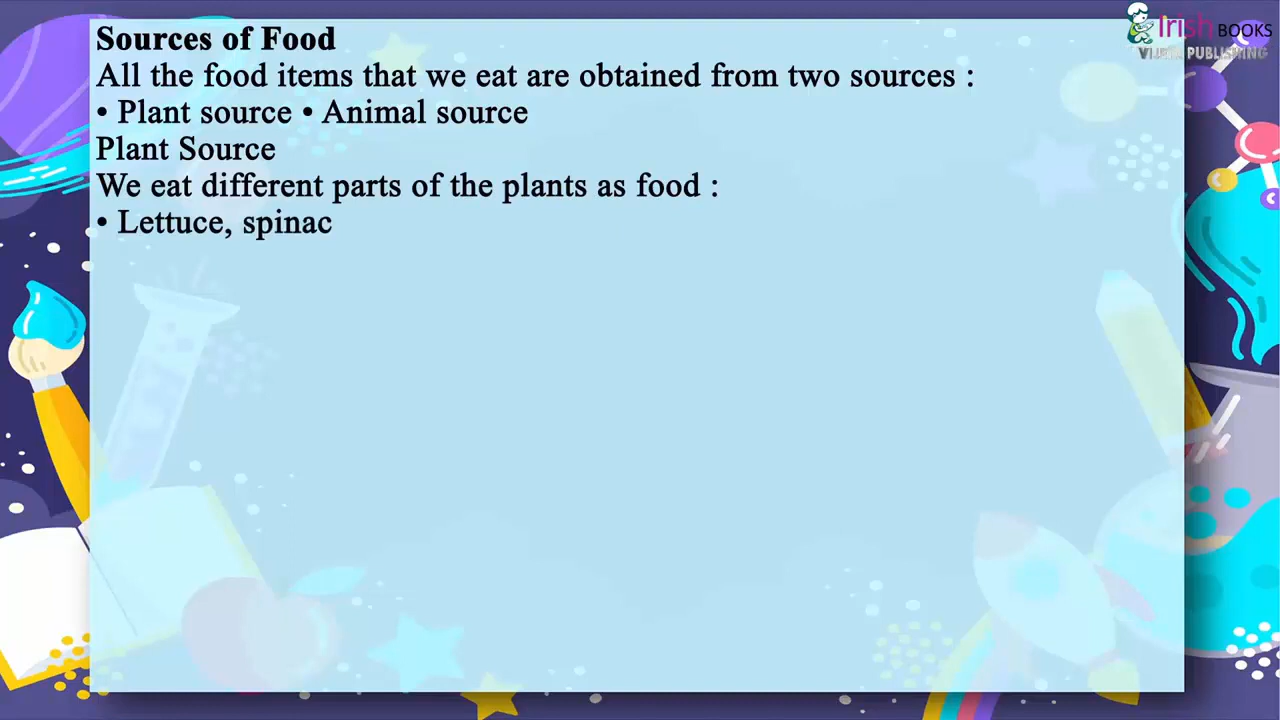 Irish BOOKS
Sources of Food
All the food items that we eat are obtained from two sources :
• Plant source • Animal source
Plant Source
We eat different parts of the plants as food :
• Lettuce, spinac
PUBLISHING